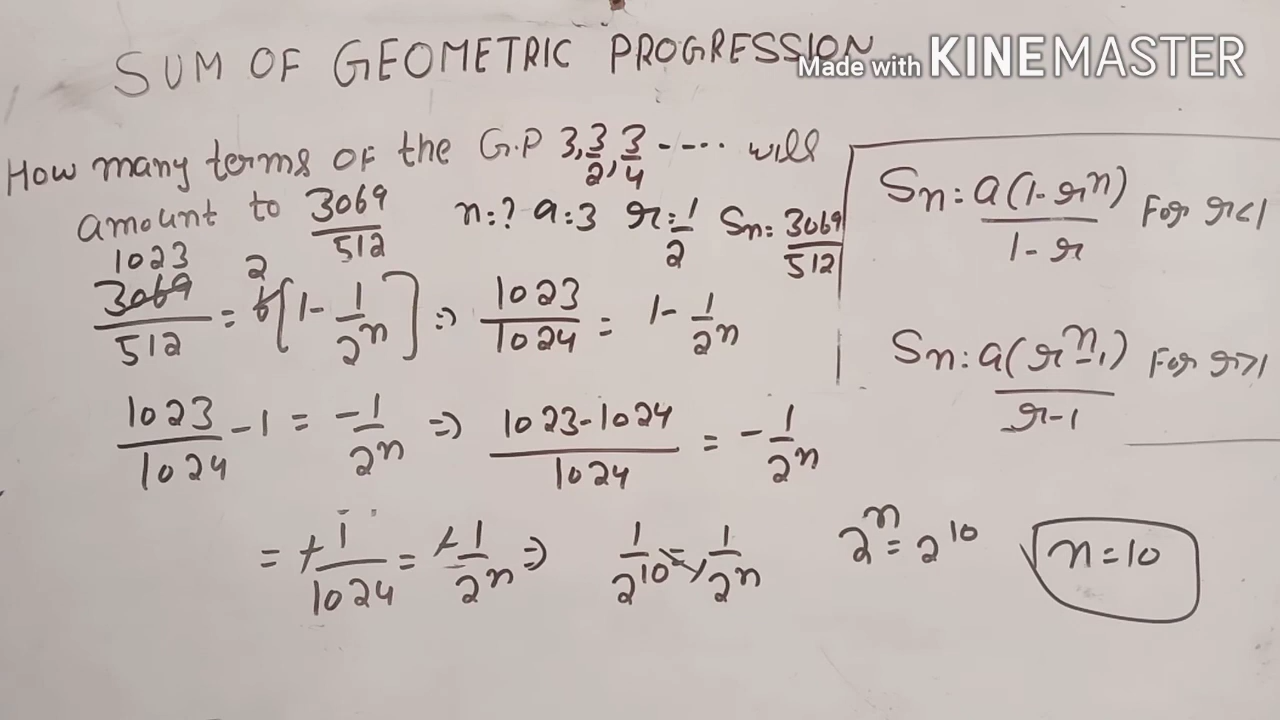 SUM OF GEOMETRIC PROGRESSION
Made with KINEMASTER
How many terms OF the G.P 3, 3/2, 3/4 ----... will
amount to 3069/512 n=? a=3 r=1/2 Sn=3069/512
Sn=a(1-r^n)/1-r For r<1
1023
3069/512 = 6 2 [1-1/2^n] => 1023/1024 = 1-1/2^n
Sn=a(r^n-1)/r-1 For r>1
1023/1024 -1 = -1/2^n => 1023-1024/1024 = -1/2^n
= -1/1024 = -1/2^n => 1/2^10 = 1/2^n 2^n=2^10 n=10